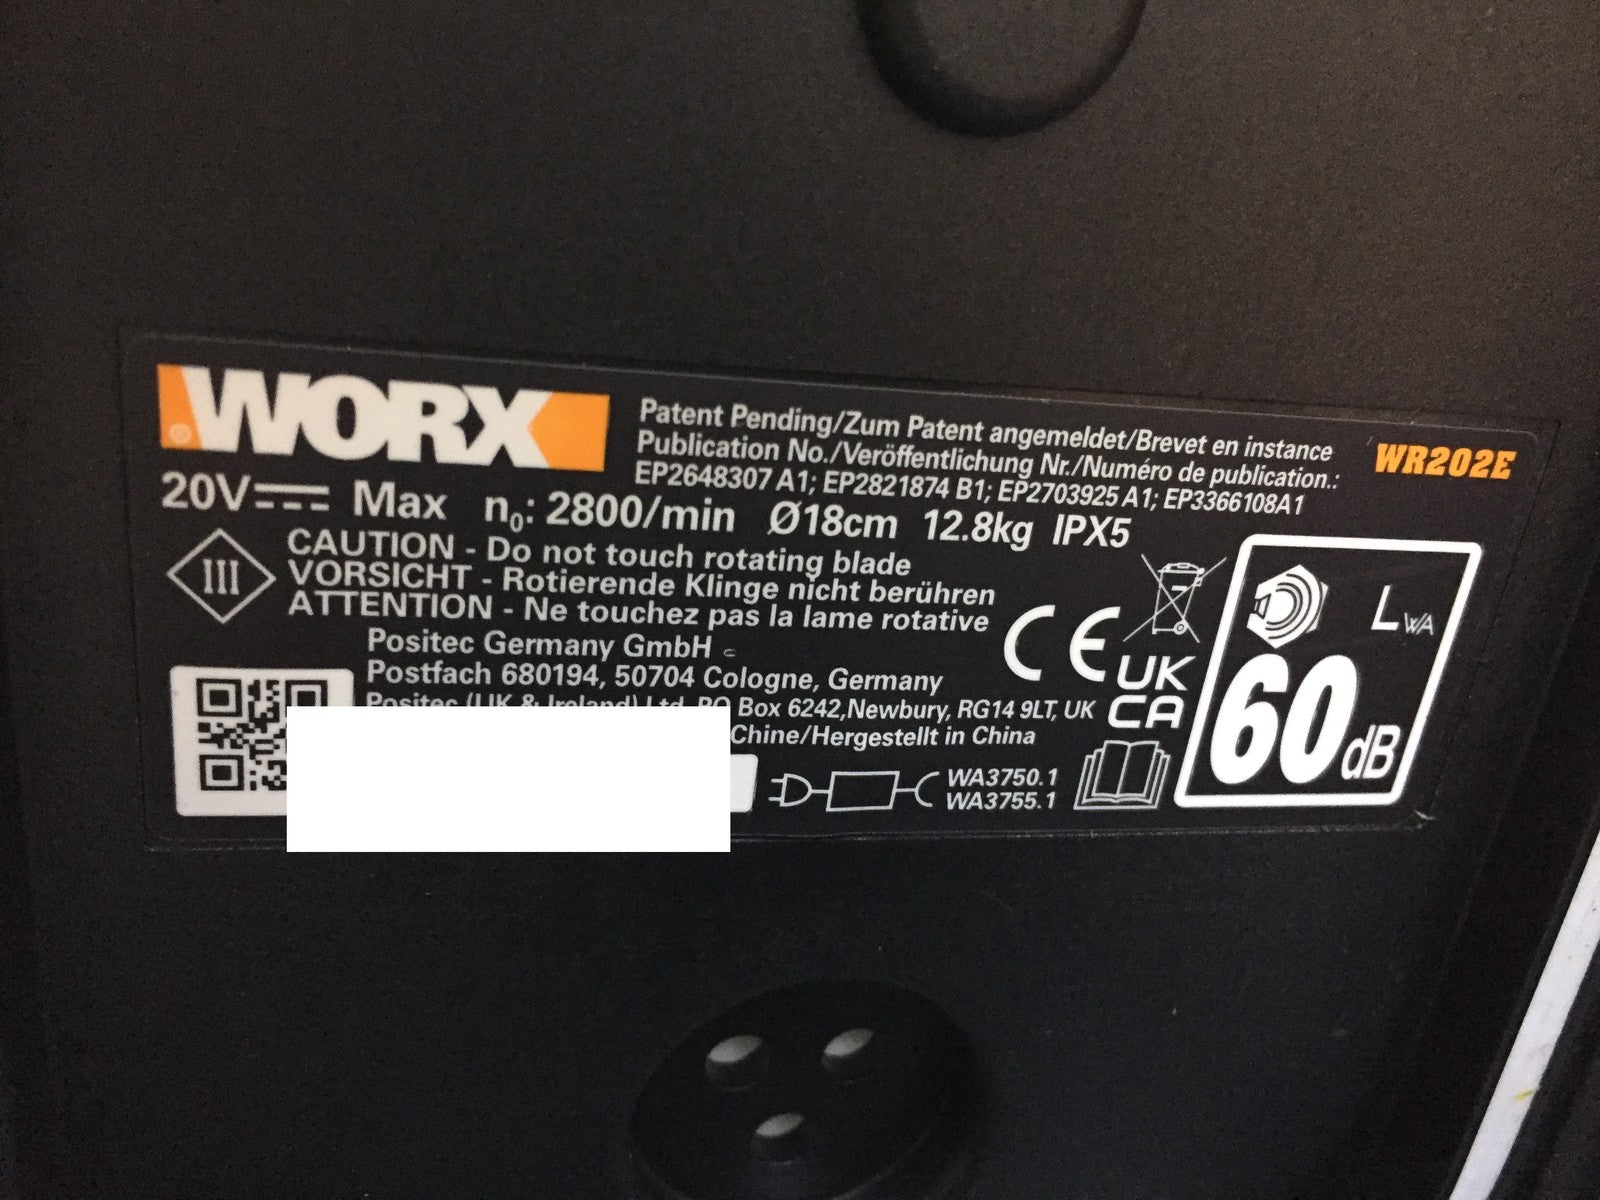 WORX ®
Patent Pending/Zum Patent angemeldet/Brevet en instance
Publication No./Veröffentlichung Nr./Numéro de publication.:
EP2648307 A1; EP2821874 B1; EP2703925 A1; EP3366108A1
WR202E
20V Max n0: 2800/min Ø18cm 12.8kg IPX5
III
CAUTION - Do not touch rotating blade
VORSICHT - Rotierende Klinge nicht berühren
ATTENTION - Ne touchez pas la lame rotative
Positec Germany GmbH
Postfach 680194, 50704 Cologne, Germany
Positec (UK & Ireland) Ltd. PO Box 6242,Newbury, RG14 9LT, UK
Chine/Hergestellt in China
WA3750.1
WA3755.1
CE
UK
CA
LWA
60dB